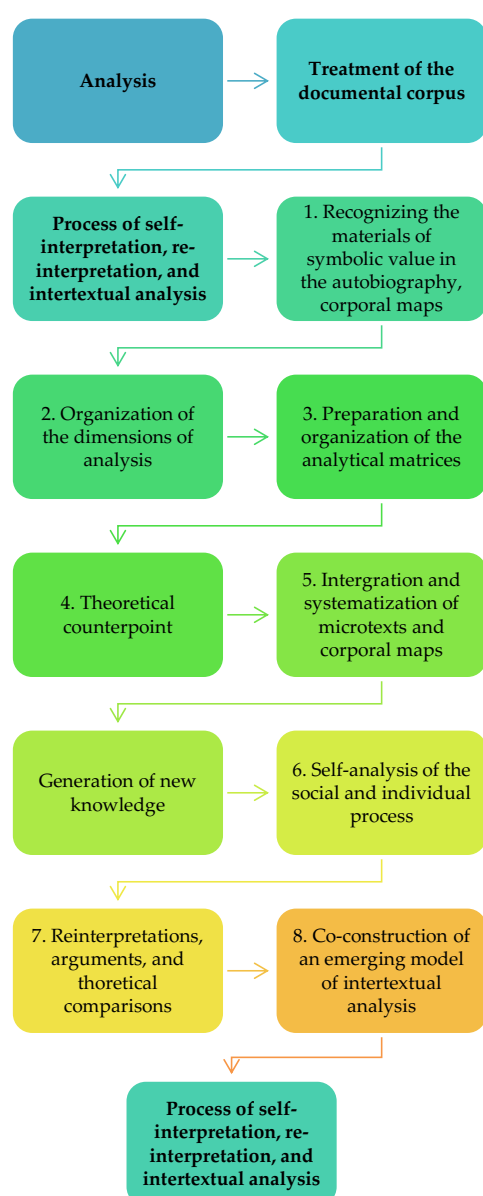 Analysis
Treatment of the
documental corpus
Process of self-
interpretation, re-
interpretation, and
intertextual analysis
1. Recognizing the
materials of
symbolic value in
the autobiography,
corporal maps
2. Organization of
the dimensions of
analysis
3. Preparation and
organization of the
analytical matrices
4. Theoretical
counterpoint
5. Intergration and
systematization of
microtexts and
corporal maps
Generation of new
knowledge
6. Self-analysis of the
social and individual
process
7. Reinterpretations,
arguments, and
thoretical
comparisons
8. Co-construction of
an emerging model
of intertextual
analysis
Process of self-
interpretation, re-
interpretation, and
intertextual analysis